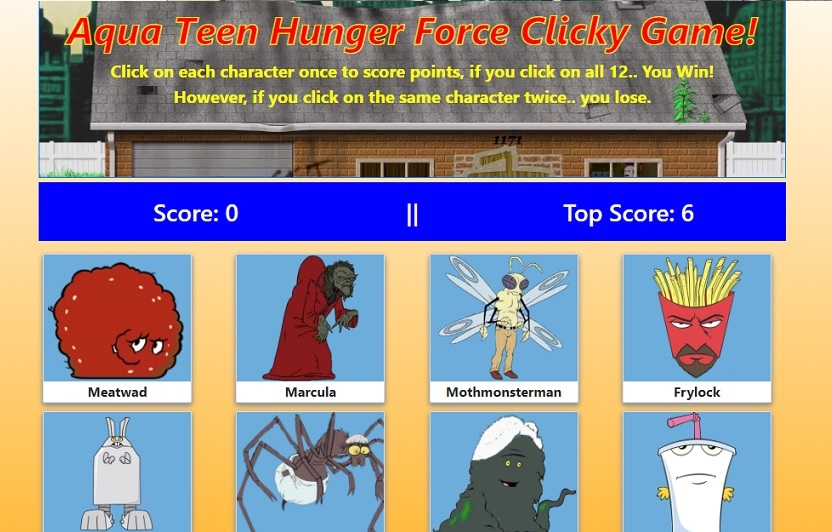 Aqua Teen Hunger Force Clicky Game!
Click on each character once to score points, if you click on all 12.. You Win!
However, if you click on the same character twice.. you lose.
1171
Score: 0 || Top Score: 6
Meatwad
Marcula
Mothmonsterman
Frylock